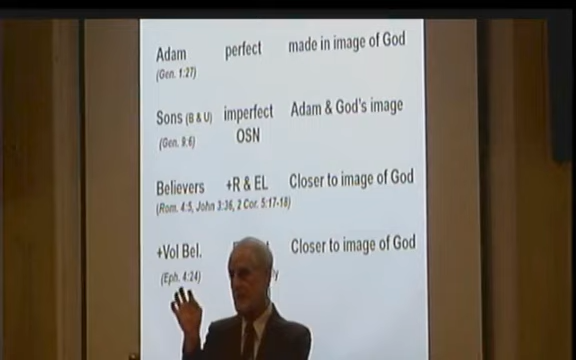 Adam perfect made in image of God
(Gen. 1:27)
Sons (B & U) imperfect Adam & God's image
(Gen. 9:6) OSN
Believers +R & EL Closer to image of God
(Rom. 4:5, John 3:36, 2 Cor. 5:17-18)
+Vol Bel. Closer to image of God
(Eph. 4:24)